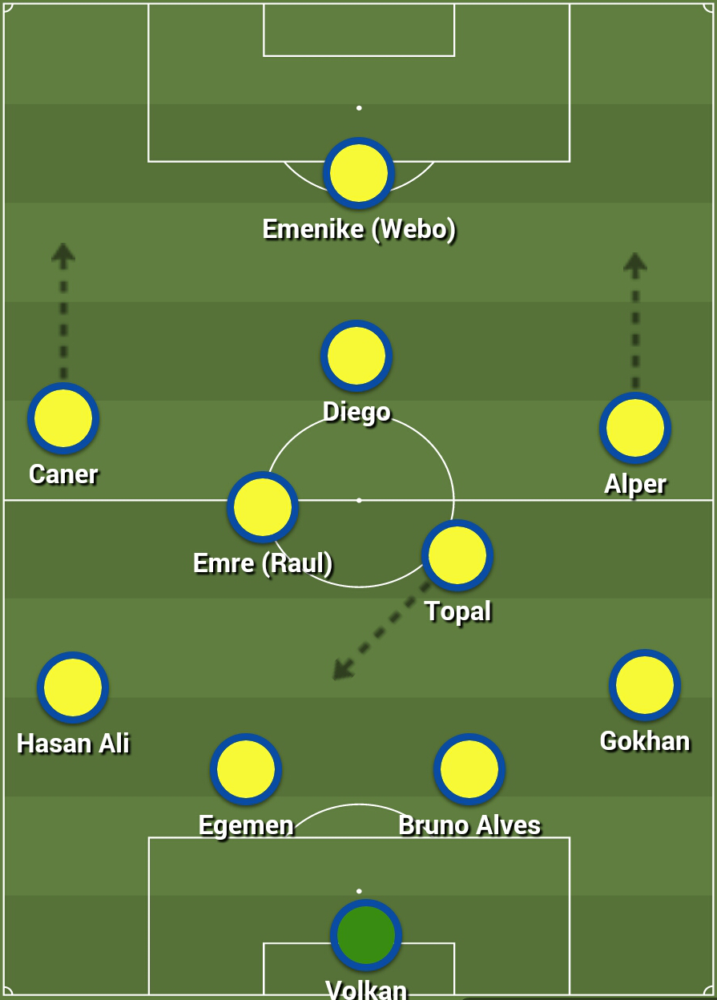 Emenike (Webo)
Diego
Caner
Alper
Emre (Raul)
Topal
Hasan Ali
Gokhan
Egemen
Bruno Alves
Volkan